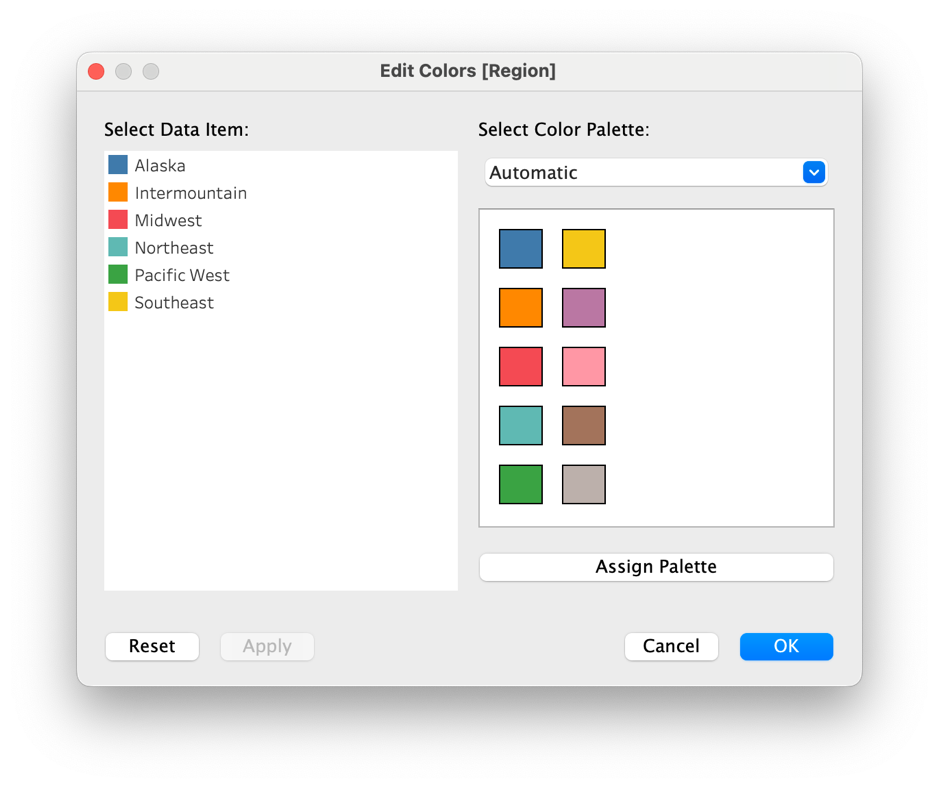 Edit Colors [Region]
Select Data Item:
Alaska
Intermountain
Midwest
Northeast
Pacific West
Southeast
Select Color Palette:
Automatic
Assign Palette
Reset
Apply
Cancel
OK